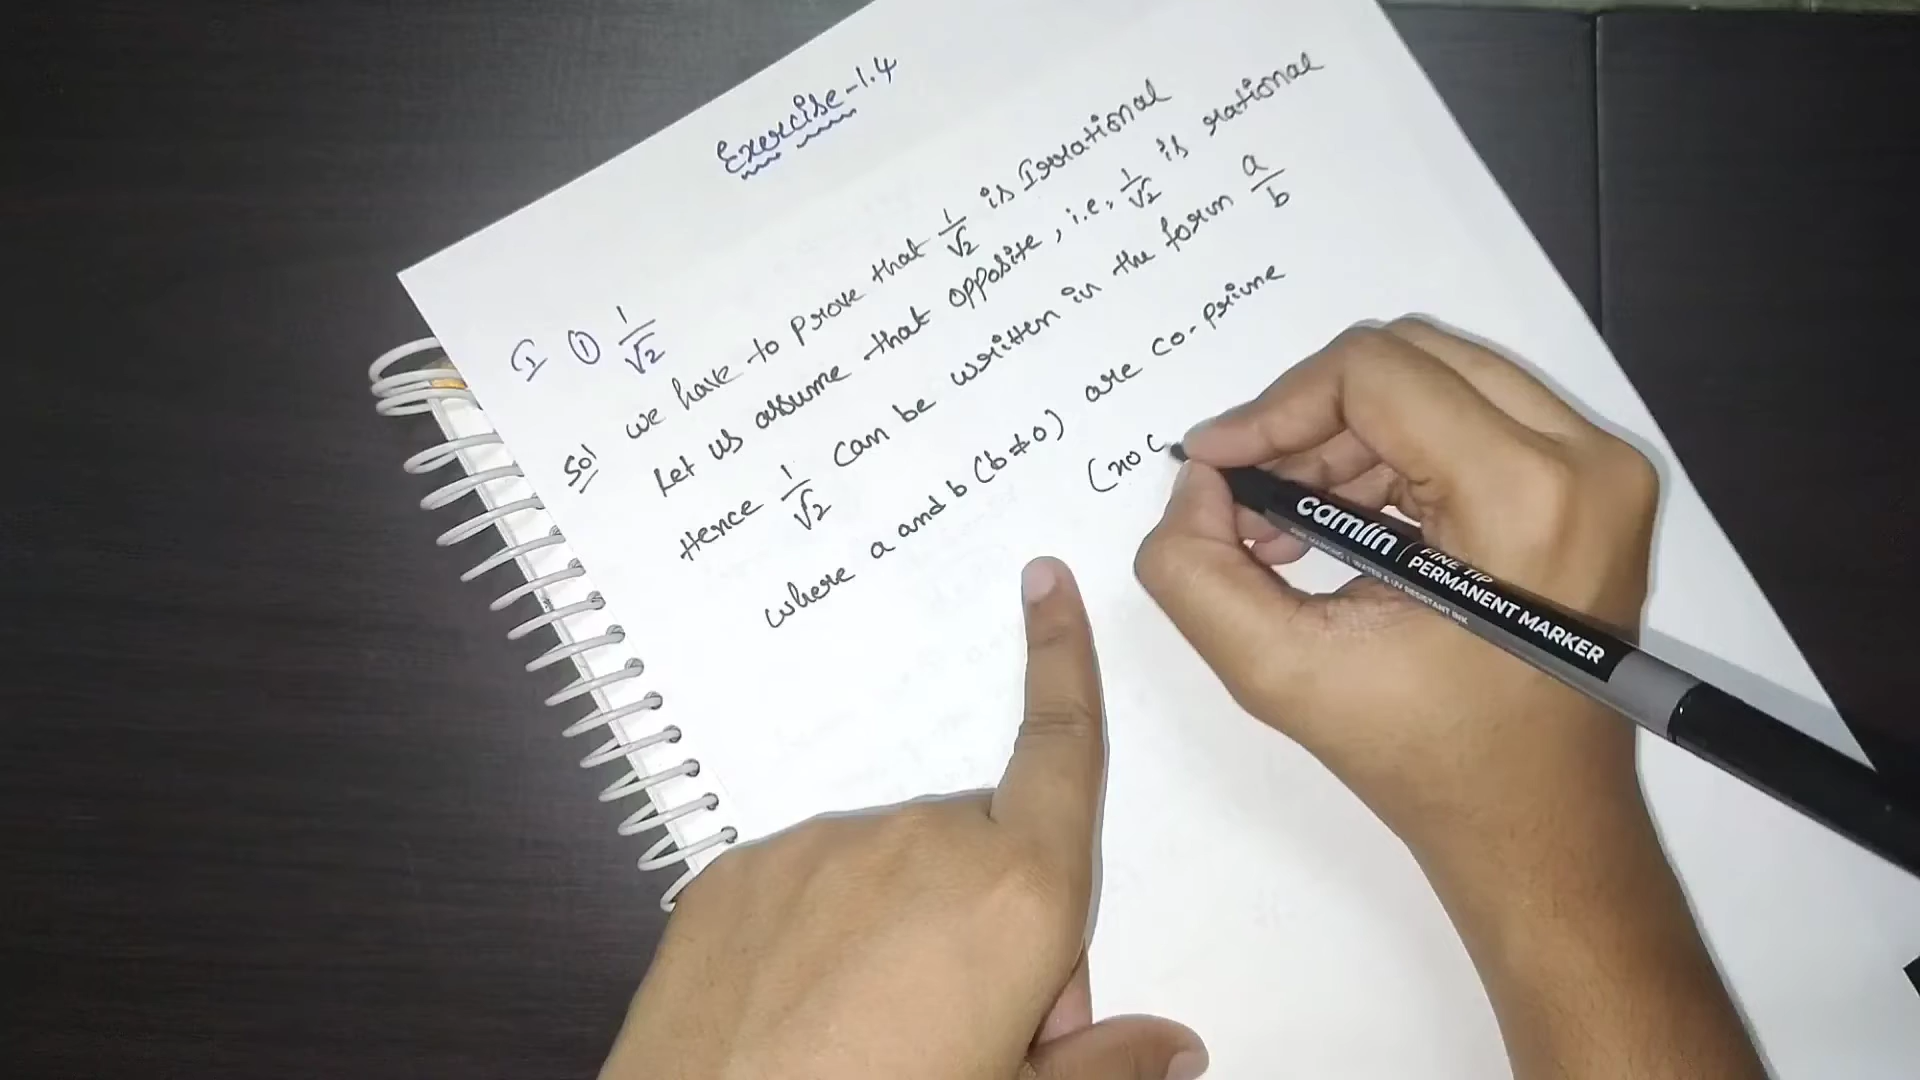 Exercise-1.4
I ① 1/√2
Sol we have to prove that 1/√2 is Irrational
Let us assume that opposite, i.e., 1/√2 is rational
Hence 1/√2 can be written in the form a/b
where a and b (b≠0) are co-prime
(no c
camlin
FINE TIP
PERMANENT MARKER